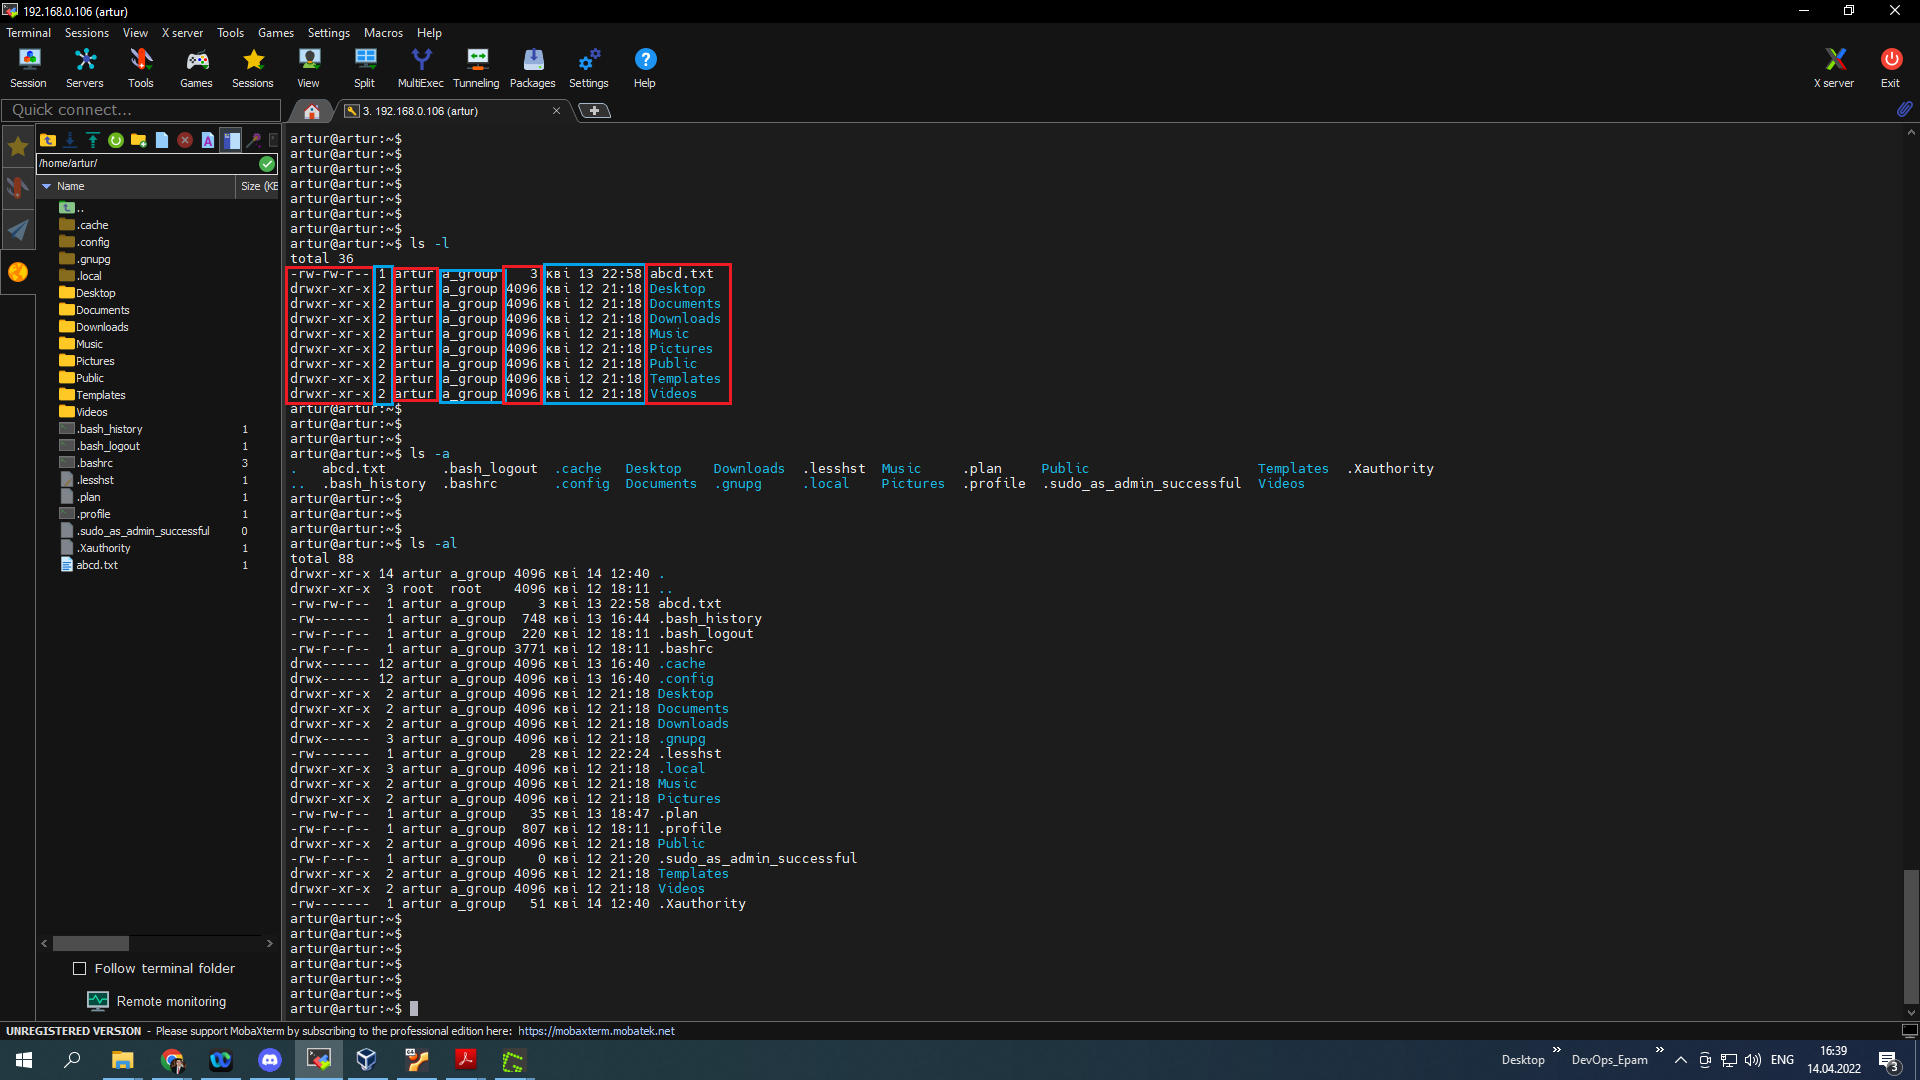 192.168.0.106 (artur)
Terminal Sessions View X server Tools Games Settings Macros Help
Session Servers Tools Games Sessions View Split MultiExec Tunneling Packages Settings Help X server Exit
Quick connect...
3. 192.168.0.106 (artur)
/home/artur/
Name Size (KB
..
.cache
.config
.gnupg
.local
Desktop
Documents
Downloads
Music
Pictures
Public
Templates
Videos
.bash_history 1
.bash_logout 1
.bashrc 3
.lesshst 1
.plan 1
.profile 1
.sudo_as_admin_successful 0
.Xauthority 1
abcd.txt 1
Follow terminal folder
Remote monitoring
artur@artur:~$
artur@artur:~$
artur@artur:~$
artur@artur:~$
artur@artur:~$
artur@artur:~$
artur@artur:~$
artur@artur:~$ ls -l
total 36
-rw-rw-r-- 1 artur a_group 3 кві 13 22:58 abcd.txt
drwxr-xr-x 2 artur a_group 4096 кві 12 21:18 Desktop
drwxr-xr-x 2 artur a_group 4096 кві 12 21:18 Documents
drwxr-xr-x 2 artur a_group 4096 кві 12 21:18 Downloads
drwxr-xr-x 2 artur a_group 4096 кві 12 21:18 Music
drwxr-xr-x 2 artur a_group 4096 кві 12 21:18 Pictures
drwxr-xr-x 2 artur a_group 4096 кві 12 21:18 Public
drwxr-xr-x 2 artur a_group 4096 кві 12 21:18 Templates
drwxr-xr-x 2 artur a_group 4096 кві 12 21:18 Videos
artur@artur:~$
artur@artur:~$
artur@artur:~$
artur@artur:~$ ls -a
. abcd.txt .bash_logout .cache Desktop Downloads .lesshst Music .plan Public Templates .Xauthority
.. .bash_history .bashrc .config Documents .gnupg .local Pictures .profile .sudo_as_admin_successful Videos
artur@artur:~$
artur@artur:~$
artur@artur:~$
artur@artur:~$ ls -al
total 88
drwxr-xr-x 14 artur a_group 4096 кві 14 12:40 .
drwxr-xr-x 3 root root 4096 кві 12 18:11 ..
-rw-rw-r-- 1 artur a_group 3 кві 13 22:58 abcd.txt
-rw------- 1 artur a_group 748 кві 13 16:44 .bash_history
-rw-r--r-- 1 artur a_group 220 кві 12 18:11 .bash_logout
-rw-r--r-- 1 artur a_group 3771 кві 12 18:11 .bashrc
drwx------ 12 artur a_group 4096 кві 13 16:40 .cache
drwx------ 12 artur a_group 4096 кві 13 16:40 .config
drwxr-xr-x 2 artur a_group 4096 кві 12 21:18 Desktop
drwxr-xr-x 2 artur a_group 4096 кві 12 21:18 Documents
drwxr-xr-x 2 artur a_group 4096 кві 12 21:18 Downloads
drwx------ 3 artur a_group 4096 кві 12 21:18 .gnupg
-rw------- 1 artur a_group 28 кві 12 22:24 .lesshst
drwxr-xr-x 3 artur a_group 4096 кві 12 21:18 .local
drwxr-xr-x 2 artur a_group 4096 кві 12 21:18 Music
drwxr-xr-x 2 artur a_group 4096 кві 12 21:18 Pictures
-rw-rw-r-- 1 artur a_group 35 кві 13 18:47 .plan
-rw-r--r-- 1 artur a_group 807 кві 12 18:11 .profile
drwxr-xr-x 2 artur a_group 4096 кві 12 21:18 Public
-rw-r--r-- 1 artur a_group 0 кві 12 21:20 .sudo_as_admin_successful
drwxr-xr-x 2 artur a_group 4096 кві 12 21:18 Templates
drwxr-xr-x 2 artur a_group 4096 кві 12 21:18 Videos
-rw------- 1 artur a_group 51 кві 14 12:40 .Xauthority
artur@artur:~$
artur@artur:~$
artur@artur:~$
artur@artur:~$
artur@artur:~$
artur@artur:~$
artur@artur:~$
UNREGISTERED VERSION - Please support MobaXterm by subscribing to the professional edition here: https://mobaxterm.mobatek.net
Desktop » DevOps_Epam » ENG 16:39
14.04.2022 3